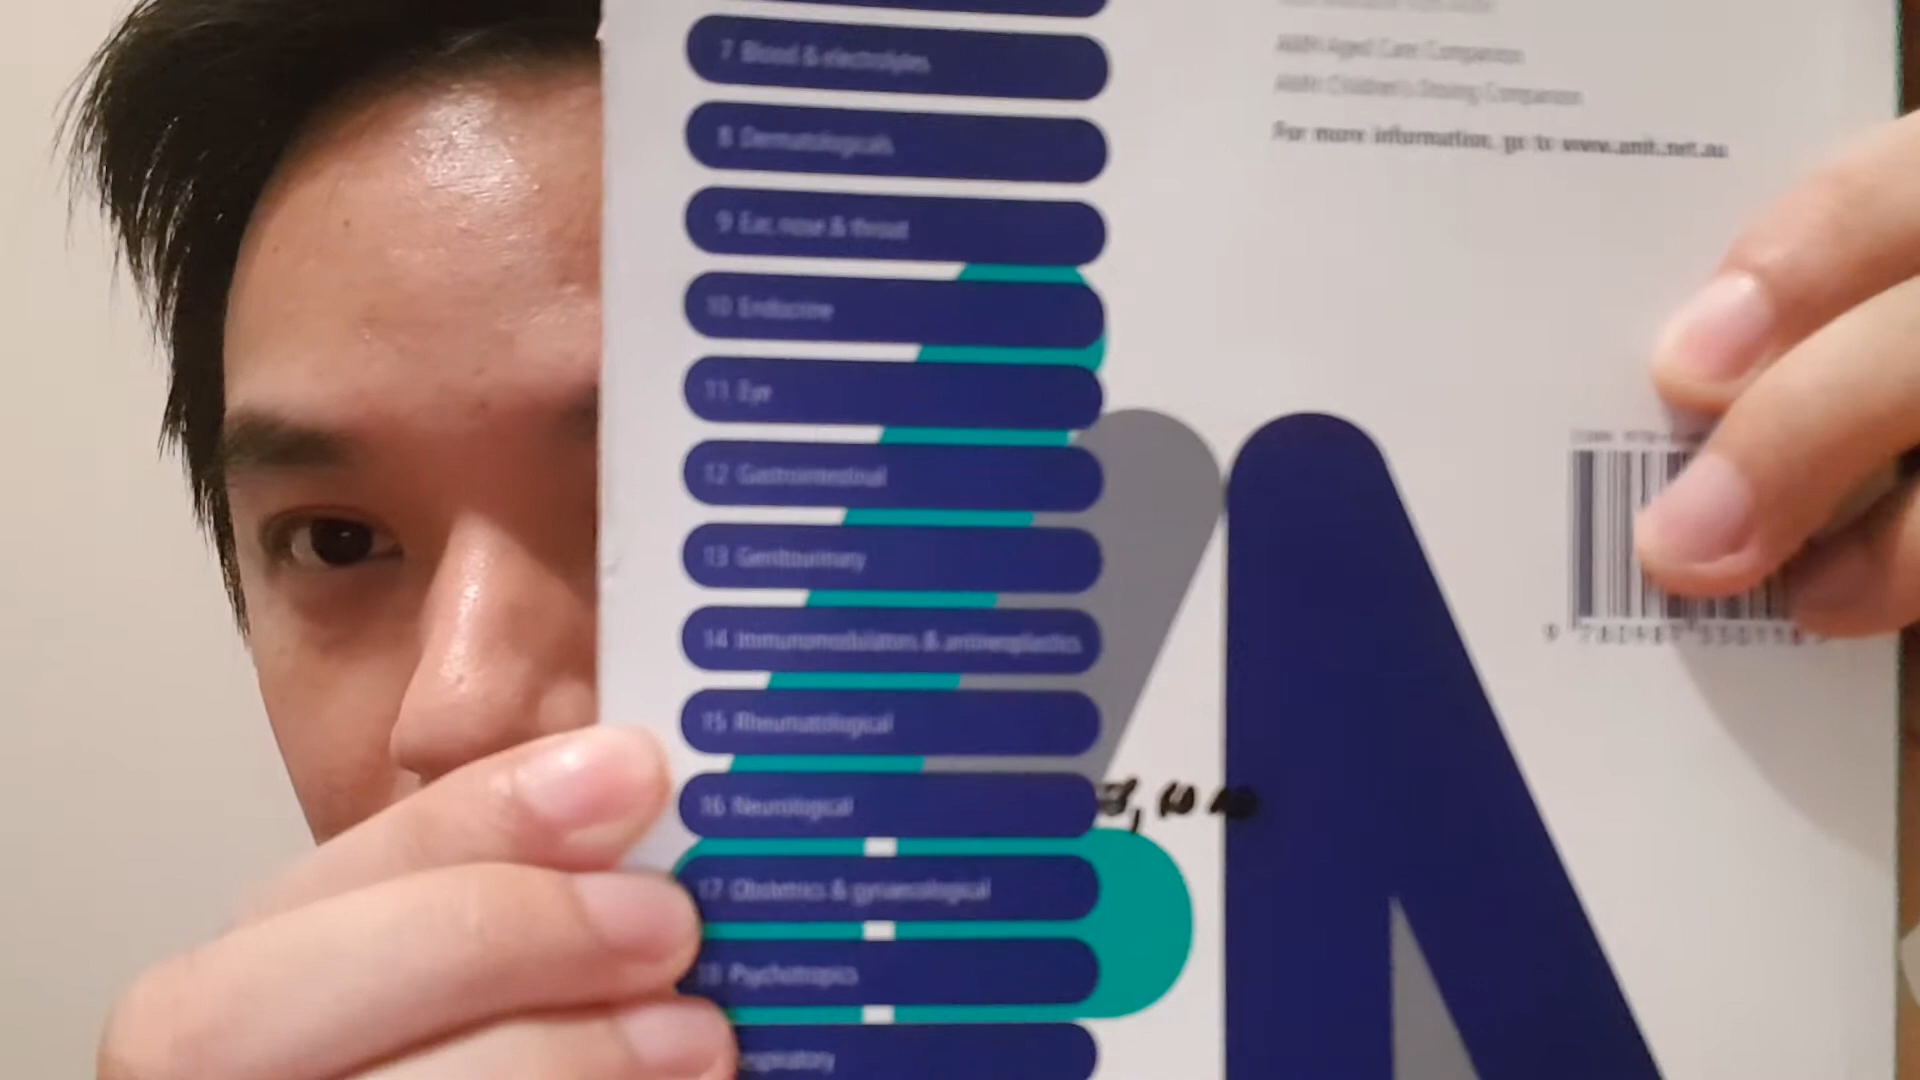 7 Blood & electrolytes
8 Dermatologicals
9 Ear, nose & throat
10 Endocrine
11 Eye
12 Gastrointestinal
13 Genitourinary
14 Immunomodulators & antineoplastics
15 Rheumatological
16 Neurological
17 Obstetrics & gynaecological
18 Psychotropics
AMH Aged Care Companion
AMH Children's Dosing Companion
For more information, go to www.amh.net.au